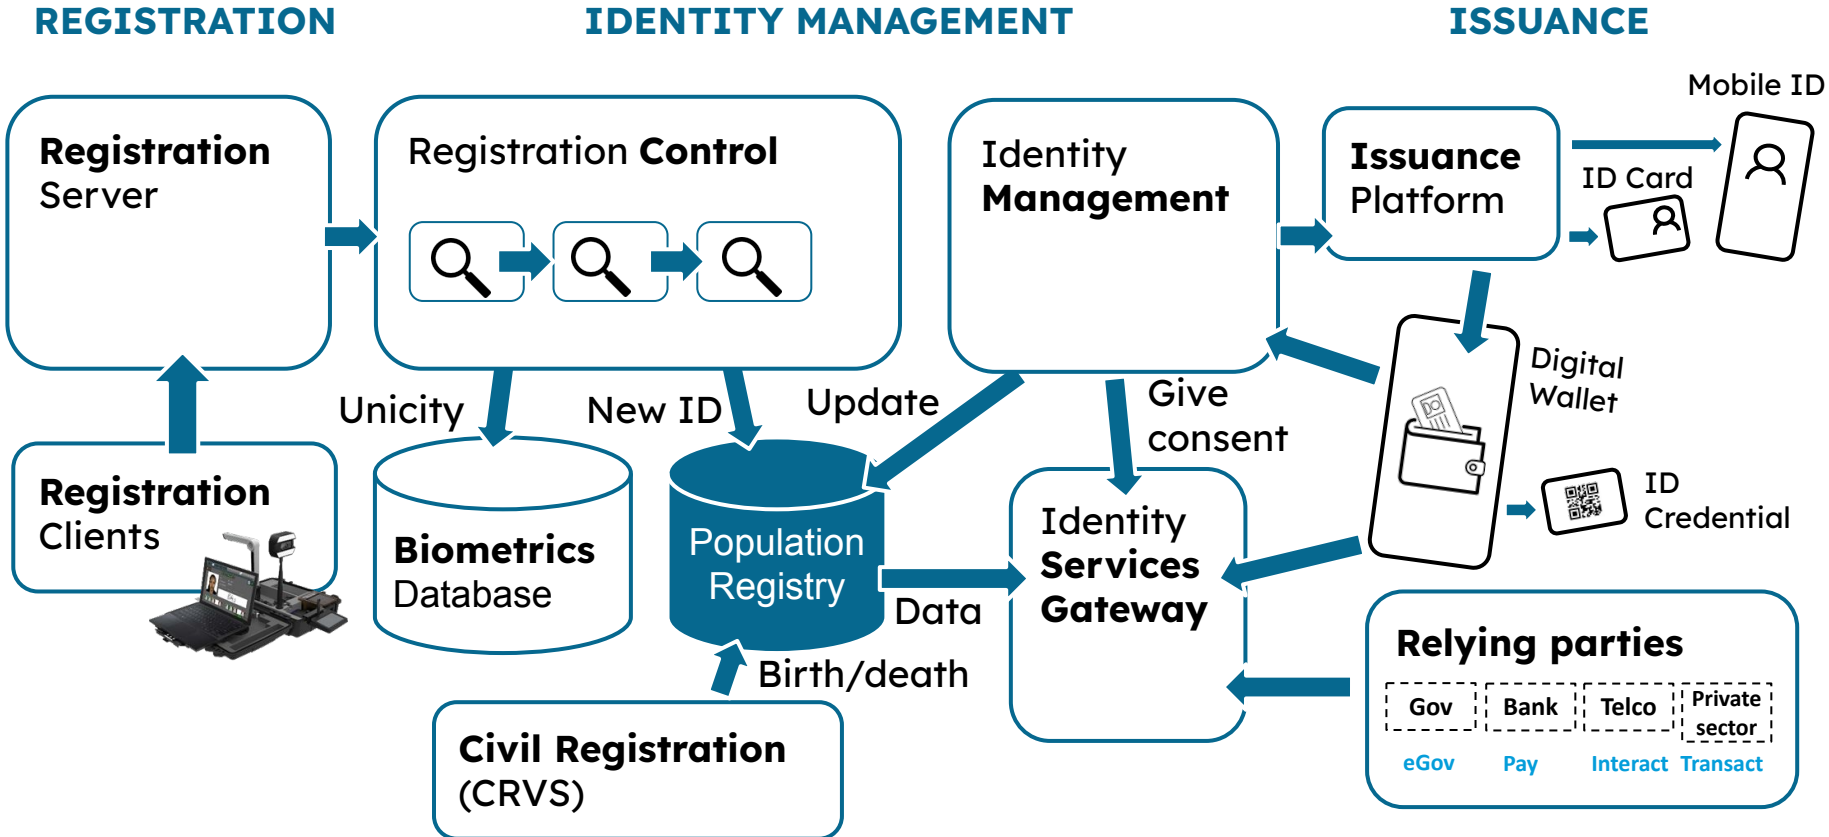 REGISTRATION
IDENTITY MANAGEMENT
ISSUANCE
Registration
Server
Registration Control
Identity
Management
Issuance
Platform
Mobile ID
ID Card
Unicity
New ID
Update
Give
consent
Digital
Wallet
Registration
Clients
Biometrics
Database
Population
Registry
Data
Identity
Services
Gateway
ID
Credential
Birth/death
Civil Registration
(CRVS)
Relying parties
Gov
Bank
Telco
Private
sector
eGov
Pay
Interact
Transact